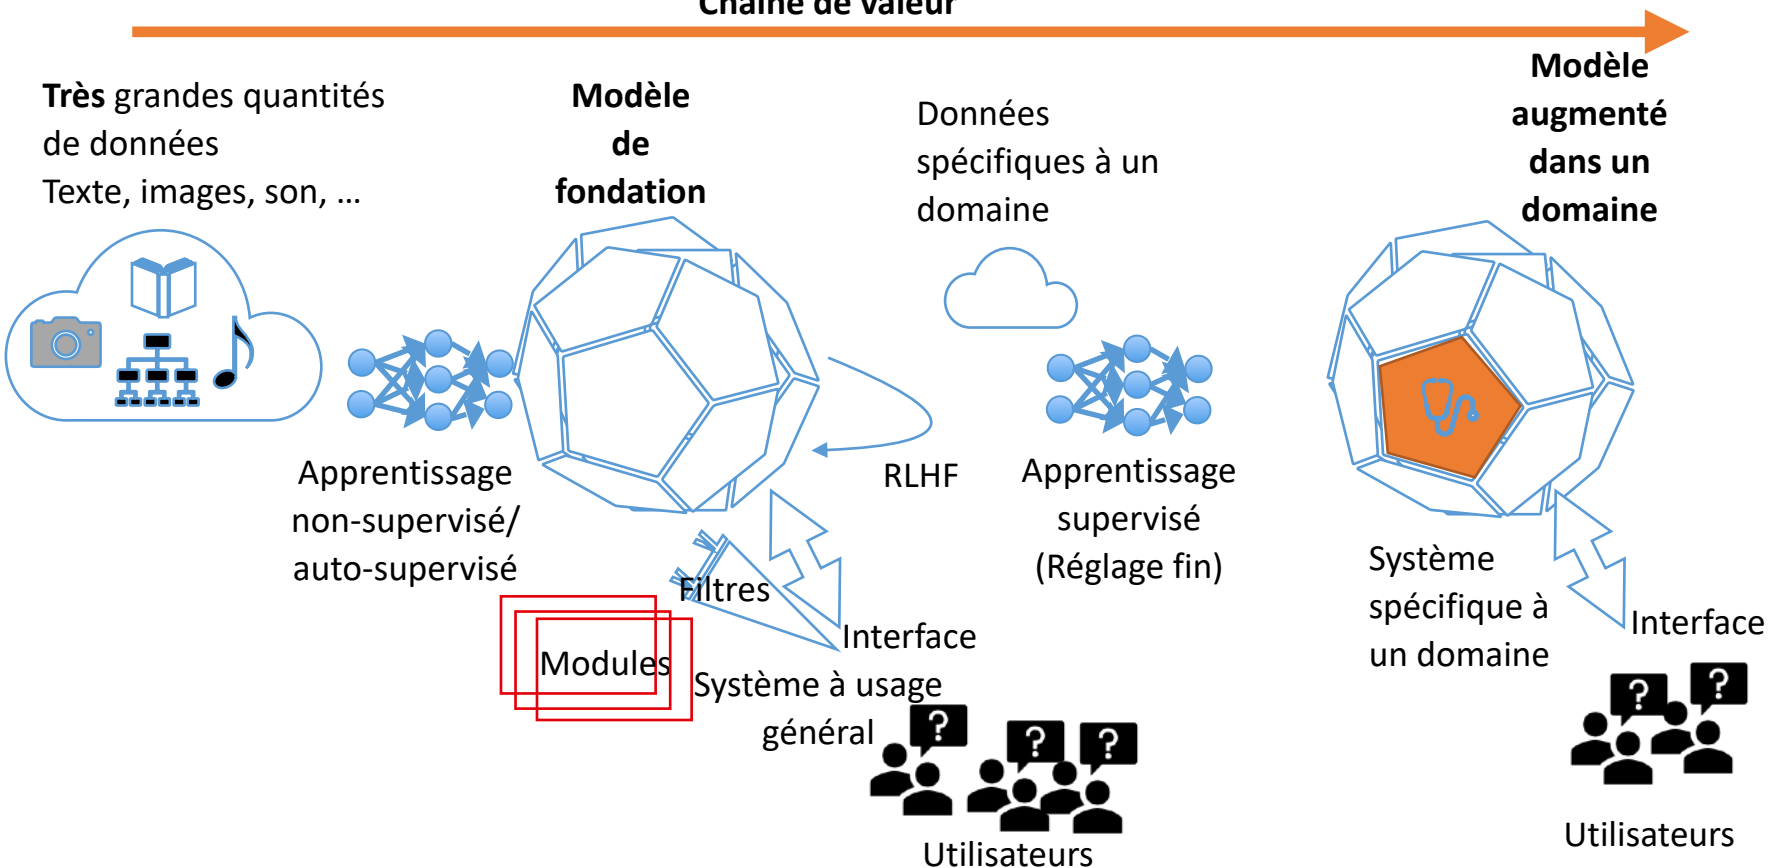 Chaîne de valeur
Très grandes quantités
de données
Texte, images, son, ...
Modèle
de
fondation
Données
spécifiques à un
domaine
Modèle
augmenté
dans un
domaine
Apprentissage
non-supervisé/
auto-supervisé
RLHF
Apprentissage
supervisé
(Réglage fin)
Filtres
Modules
Interface
Système à usage
général
?
?
?
Utilisateurs
Système
spécifique à
un domaine
Interface
?
?
Utilisateurs